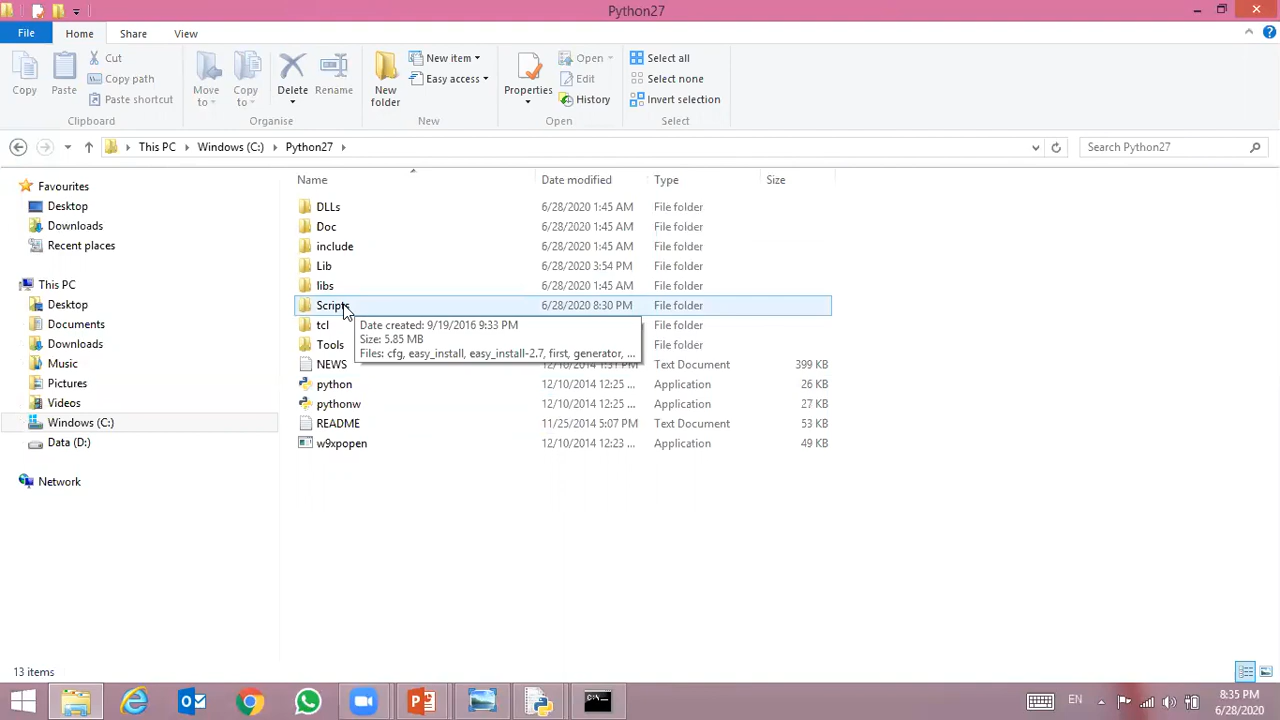 Python27
File Home Share View
Copy
Paste
Cut
Copy path
Paste shortcut
Clipboard
Move to
Copy to
Delete
Rename
Organise
New folder
New item
Easy access
New
Properties
Open
Edit
History
Open
Select all
Select none
Invert selection
Select
This PC Windows (C:) Python27
Search Python27
Favourites
Desktop
Downloads
Recent places
This PC
Desktop
Documents
Downloads
Music
Pictures
Videos
Windows (C:)
Data (D:)
Network
Name Date modified Type Size
DLLs 6/28/2020 1:45 AM File folder
Doc 6/28/2020 1:45 AM File folder
include 6/28/2020 1:45 AM File folder
Lib 6/28/2020 3:54 PM File folder
libs 6/28/2020 1:45 AM File folder
Scripts 6/28/2020 8:30 PM File folder
tcl File folder
Tools File folder
Date created: 9/19/2016 9:33 PM
Size: 5.85 MB
Files: cfg, easy_install, easy_install-2.7, first, generator, ...
NEWS Text Document 399 KB
python 12/10/2014 12:25 ... Application 26 KB
pythonw 12/10/2014 12:25 ... Application 27 KB
README 11/25/2014 5:07 PM Text Document 53 KB
w9xpopen 12/10/2014 12:23 ... Application 49 KB
13 items
EN
8:35 PM
6/28/2020